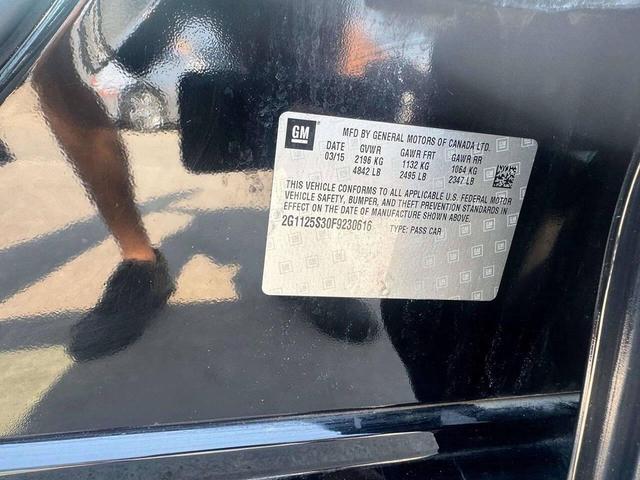 GM
MFD BY GENERAL MOTORS OF CANADA LTD.
DATE GVWR GAWR FRT GAWR RR
03/15 2196 KG 1132 KG 1064 KG
4842 LB 2495 LB 2347 LB
THIS VEHICLE CONFORMS TO ALL APPLICABLE U.S. FEDERAL MOTOR
VEHICLE SAFETY, BUMPER, AND THEFT PREVENTION STANDARDS IN
EFFECT ON THE DATE OF MANUFACTURE SHOWN ABOVE.
2G1125S30F9230616 TYPE: PASS CAR